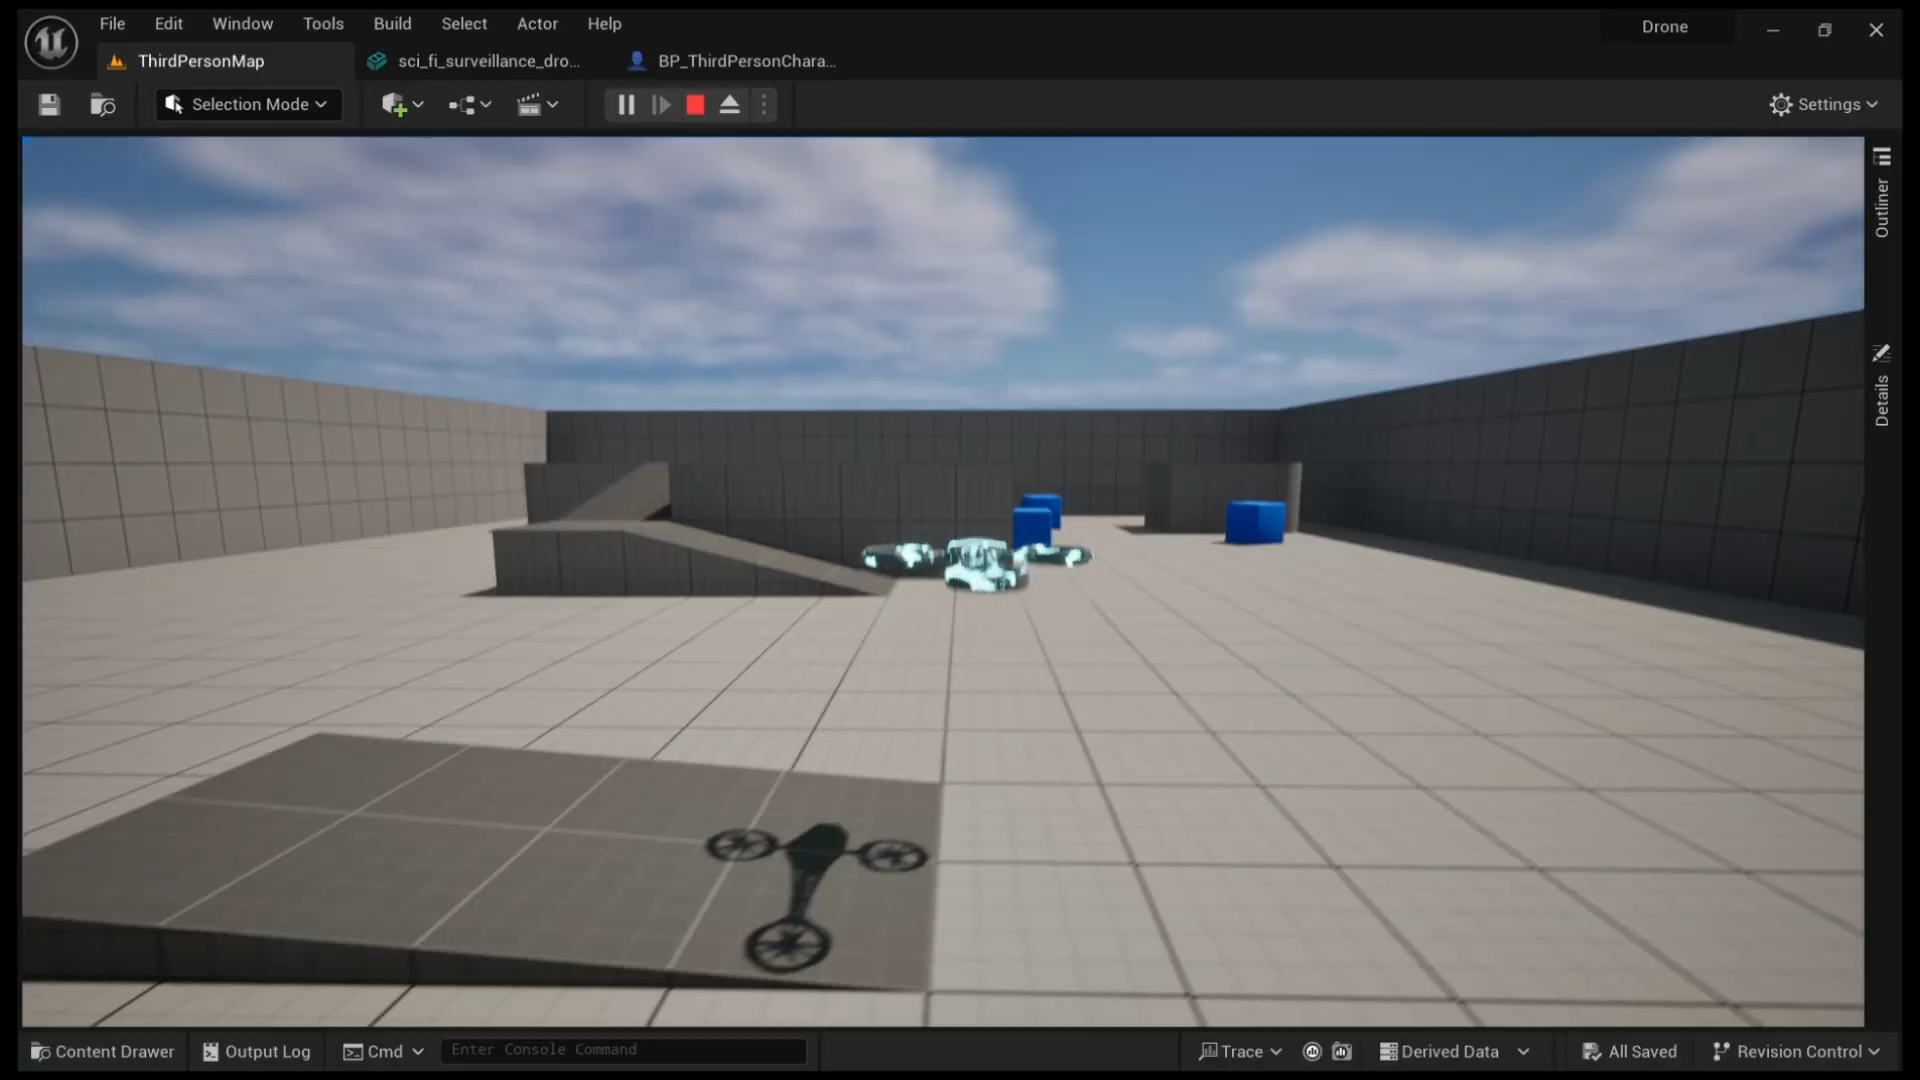 File Edit Window Tools Build Select Actor Help
Drone
ThirdPersonMap
sci_fi_surveillance_dro...
BP_ThirdPersonChara...
Selection Mode
Settings
Outliner
Details
Content Drawer
Output Log
Cmd
Enter Console Command
Trace
Derived Data
All Saved
Revision Control